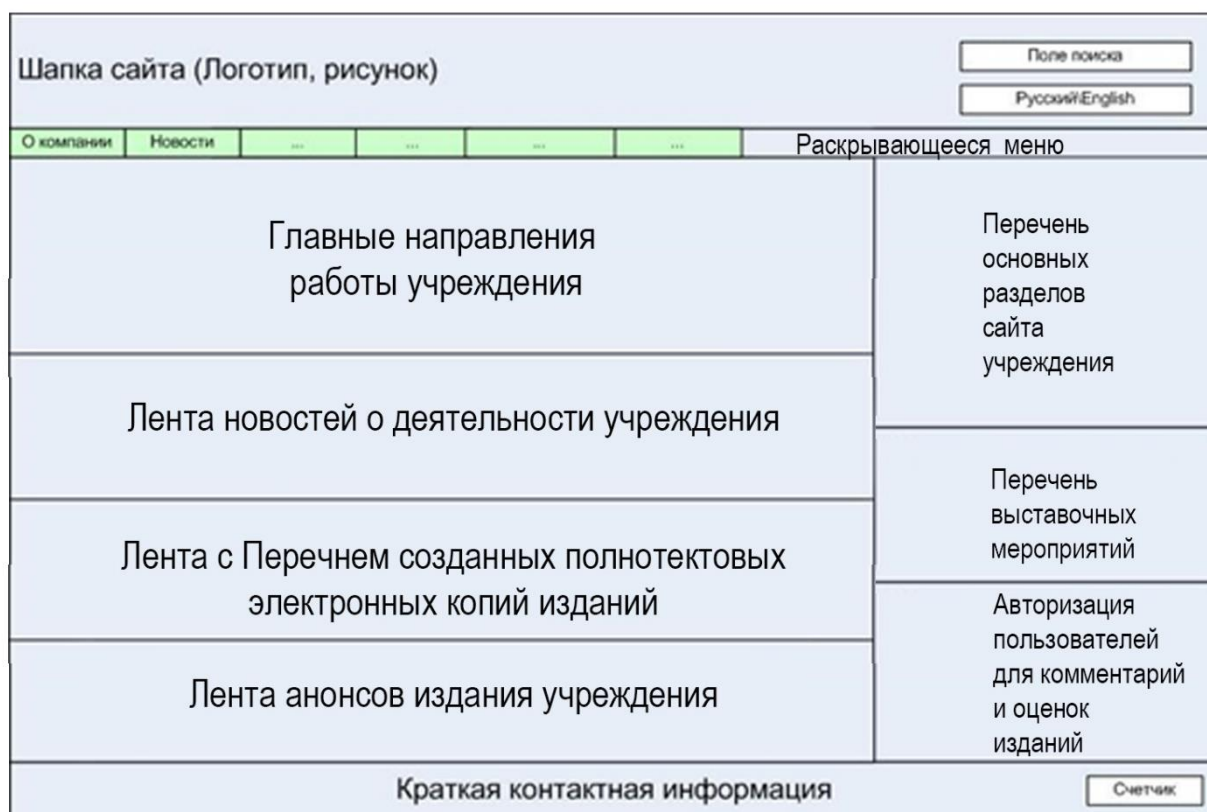 Шапка сайта (Логотип, рисунок)
Поле поиска
Русский\English
О компании
Новости
...
...
...
...
Раскрывающееся меню
Главные направления
работы учреждения
Лента новостей о деятельности учреждения
Лента с Перечнем созданных полнотектовых
электронных копий изданий
Лента анонсов издания учреждения
Перечень
основных
разделов
сайта
учреждения
Перечень
выставочных
мероприятий
Авторизация
пользователей
для комментарий
и оценок
изданий
Краткая контактная информация
Счетчик